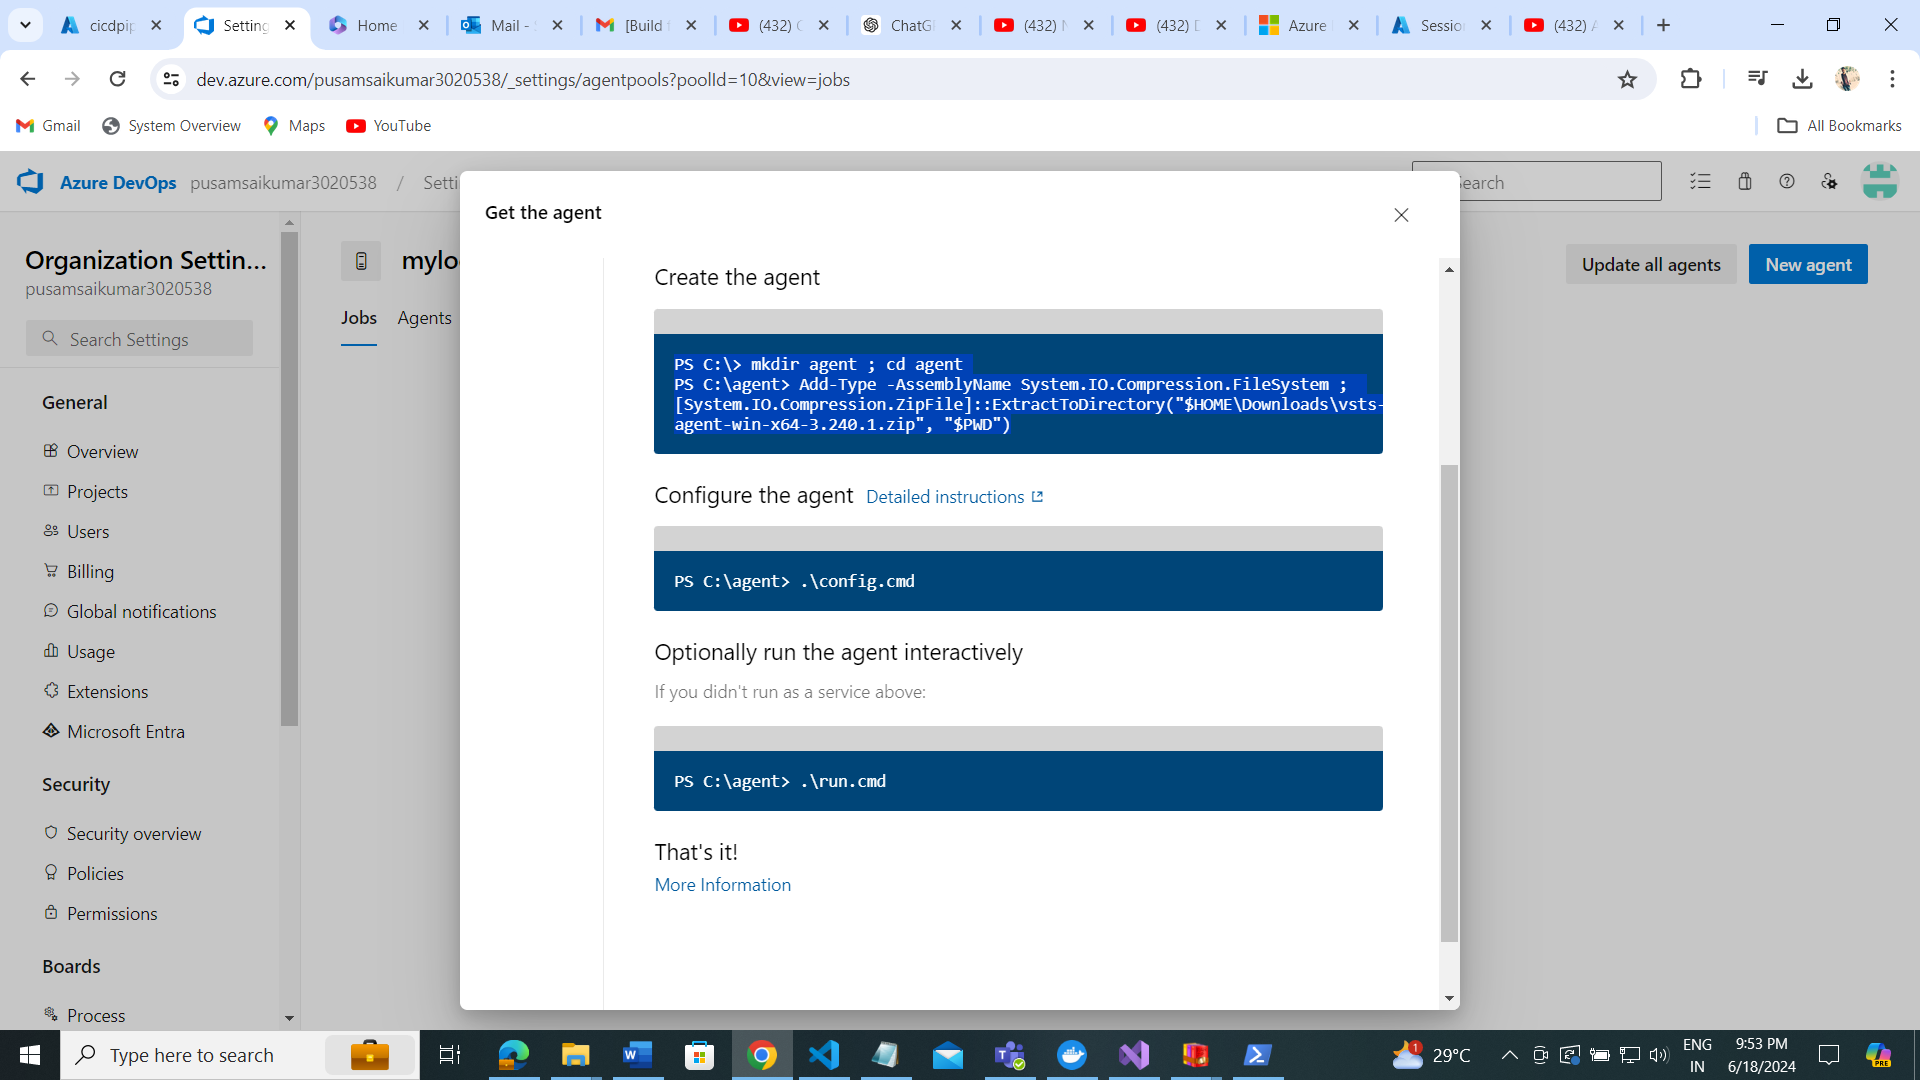 cicdpip
Setting
Home
Mail - S
[Build
(432)
ChatG
(432)
(432)
Azure
Sessio
(432)
dev.azure.com/pusamsaikumar3020538/_settings/agentpools?poolId=10&view=jobs
Gmail
System Overview
Maps
YouTube
All Bookmarks
Azure DevOps
pusamsaikumar3020538
/
Setti
Search
Get the agent
Organization Settin...
pusamsaikumar3020538
Search Settings
General
Overview
Projects
Users
Billing
Global notifications
Usage
Extensions
Microsoft Entra
Security
Security overview
Policies
Permissions
Boards
Process
mylo
Jobs
Agents
Update all agents
New agent
Create the agent
PS C:\> mkdir agent ; cd agent
PS C:\agent> Add-Type -AssemblyName System.IO.Compression.FileSystem ;
[System.IO.Compression.ZipFile]::ExtractToDirectory("$HOME\Downloads\vsts-
agent-win-x64-3.240.1.zip", "$PWD")
Configure the agent
Detailed instructions
PS C:\agent> .\config.cmd
Optionally run the agent interactively
If you didn't run as a service above:
PS C:\agent> .\run.cmd
That's it!
More Information
Type here to search
1
29°C
ENG
IN
9:53 PM
6/18/2024
PRE